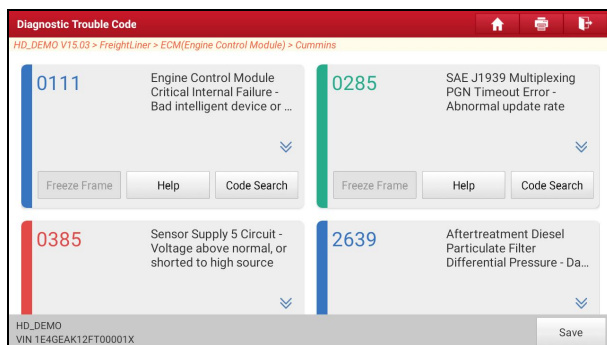 Diagnostic Trouble Code
HD_DEMO V15.03 > FreightLiner > ECM(Engine Control Module) > Cummins
0111
Engine Control Module
Critical Internal Failure -
Bad intelligent device or ...
Freeze Frame
Help
Code Search
0285
SAE J1939 Multiplexing
PGN Timeout Error -
Abnormal update rate
Freeze Frame
Help
Code Search
0385
Sensor Supply 5 Circuit -
Voltage above normal, or
shorted to high source
2639
Aftertreatment Diesel
Particulate Filter
Differential Pressure - Da...
HD_DEMO
VIN 1E4GEAK12FT00001X
Save